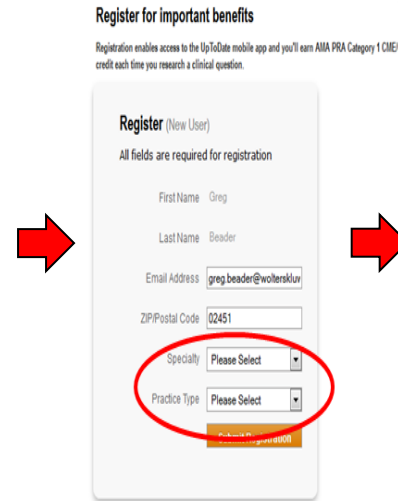 Register for important benefits
Registration enables access to the UpToDate mobile app and you'll earn AMA PRA Category 1 CME/
credit each time you research a clinical question.
Register (New User)
All fields are required for registration
First Name Greg
Last Name Beader
Email Address greg.beader@wolterskluv
ZIP/Postal Code 02451
Specialty Please Select
Practice Type Please Select
Submit Registration